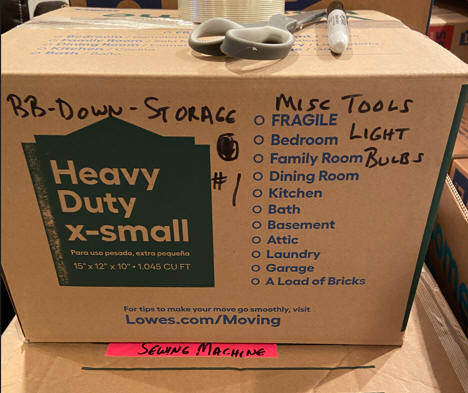 BB-DOWN-STORAGE
#1
MISC TOOLS
LIGHT
BULBS
Heavy
Duty
x-small
Para uso pesado, extra pequeña
15" x 12" x 10" • 1.045 CU FT
FRAGILE
Bedroom
Family Room
Dining Room
Kitchen
Bath
Basement
Attic
Laundry
Garage
A Load of Bricks
For tips to make your move go smoothly, visit
Lowes.com/Moving
SEWING MACHINE